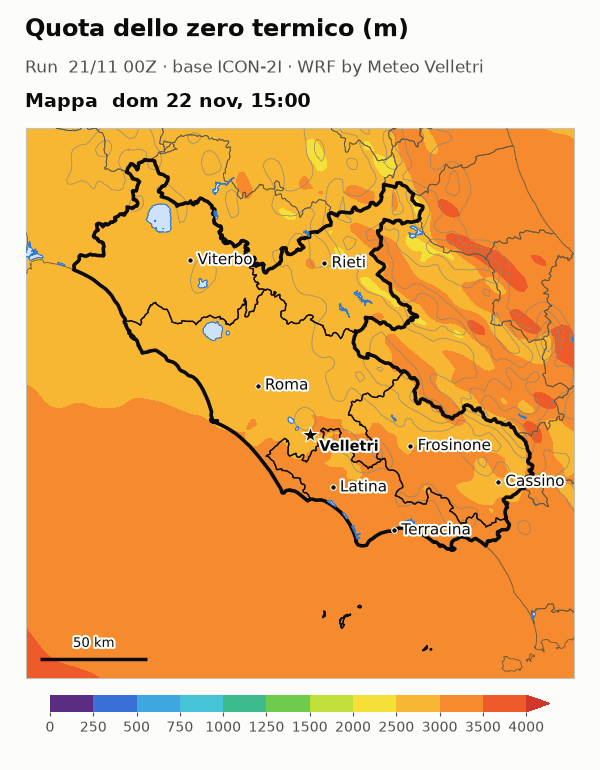 Quota dello zero termico (m)
Run  21/11 00Z · base ICON-2I · WRF by Meteo Velletri
Mappa  dom 22 nov, 15:00
Viterbo
Rieti
Roma
Velletri
Frosinone
Cassino
Latina
Terracina
50 km
0 250 500 750 1000 1250 1500 2000 2500 3000 3500 4000